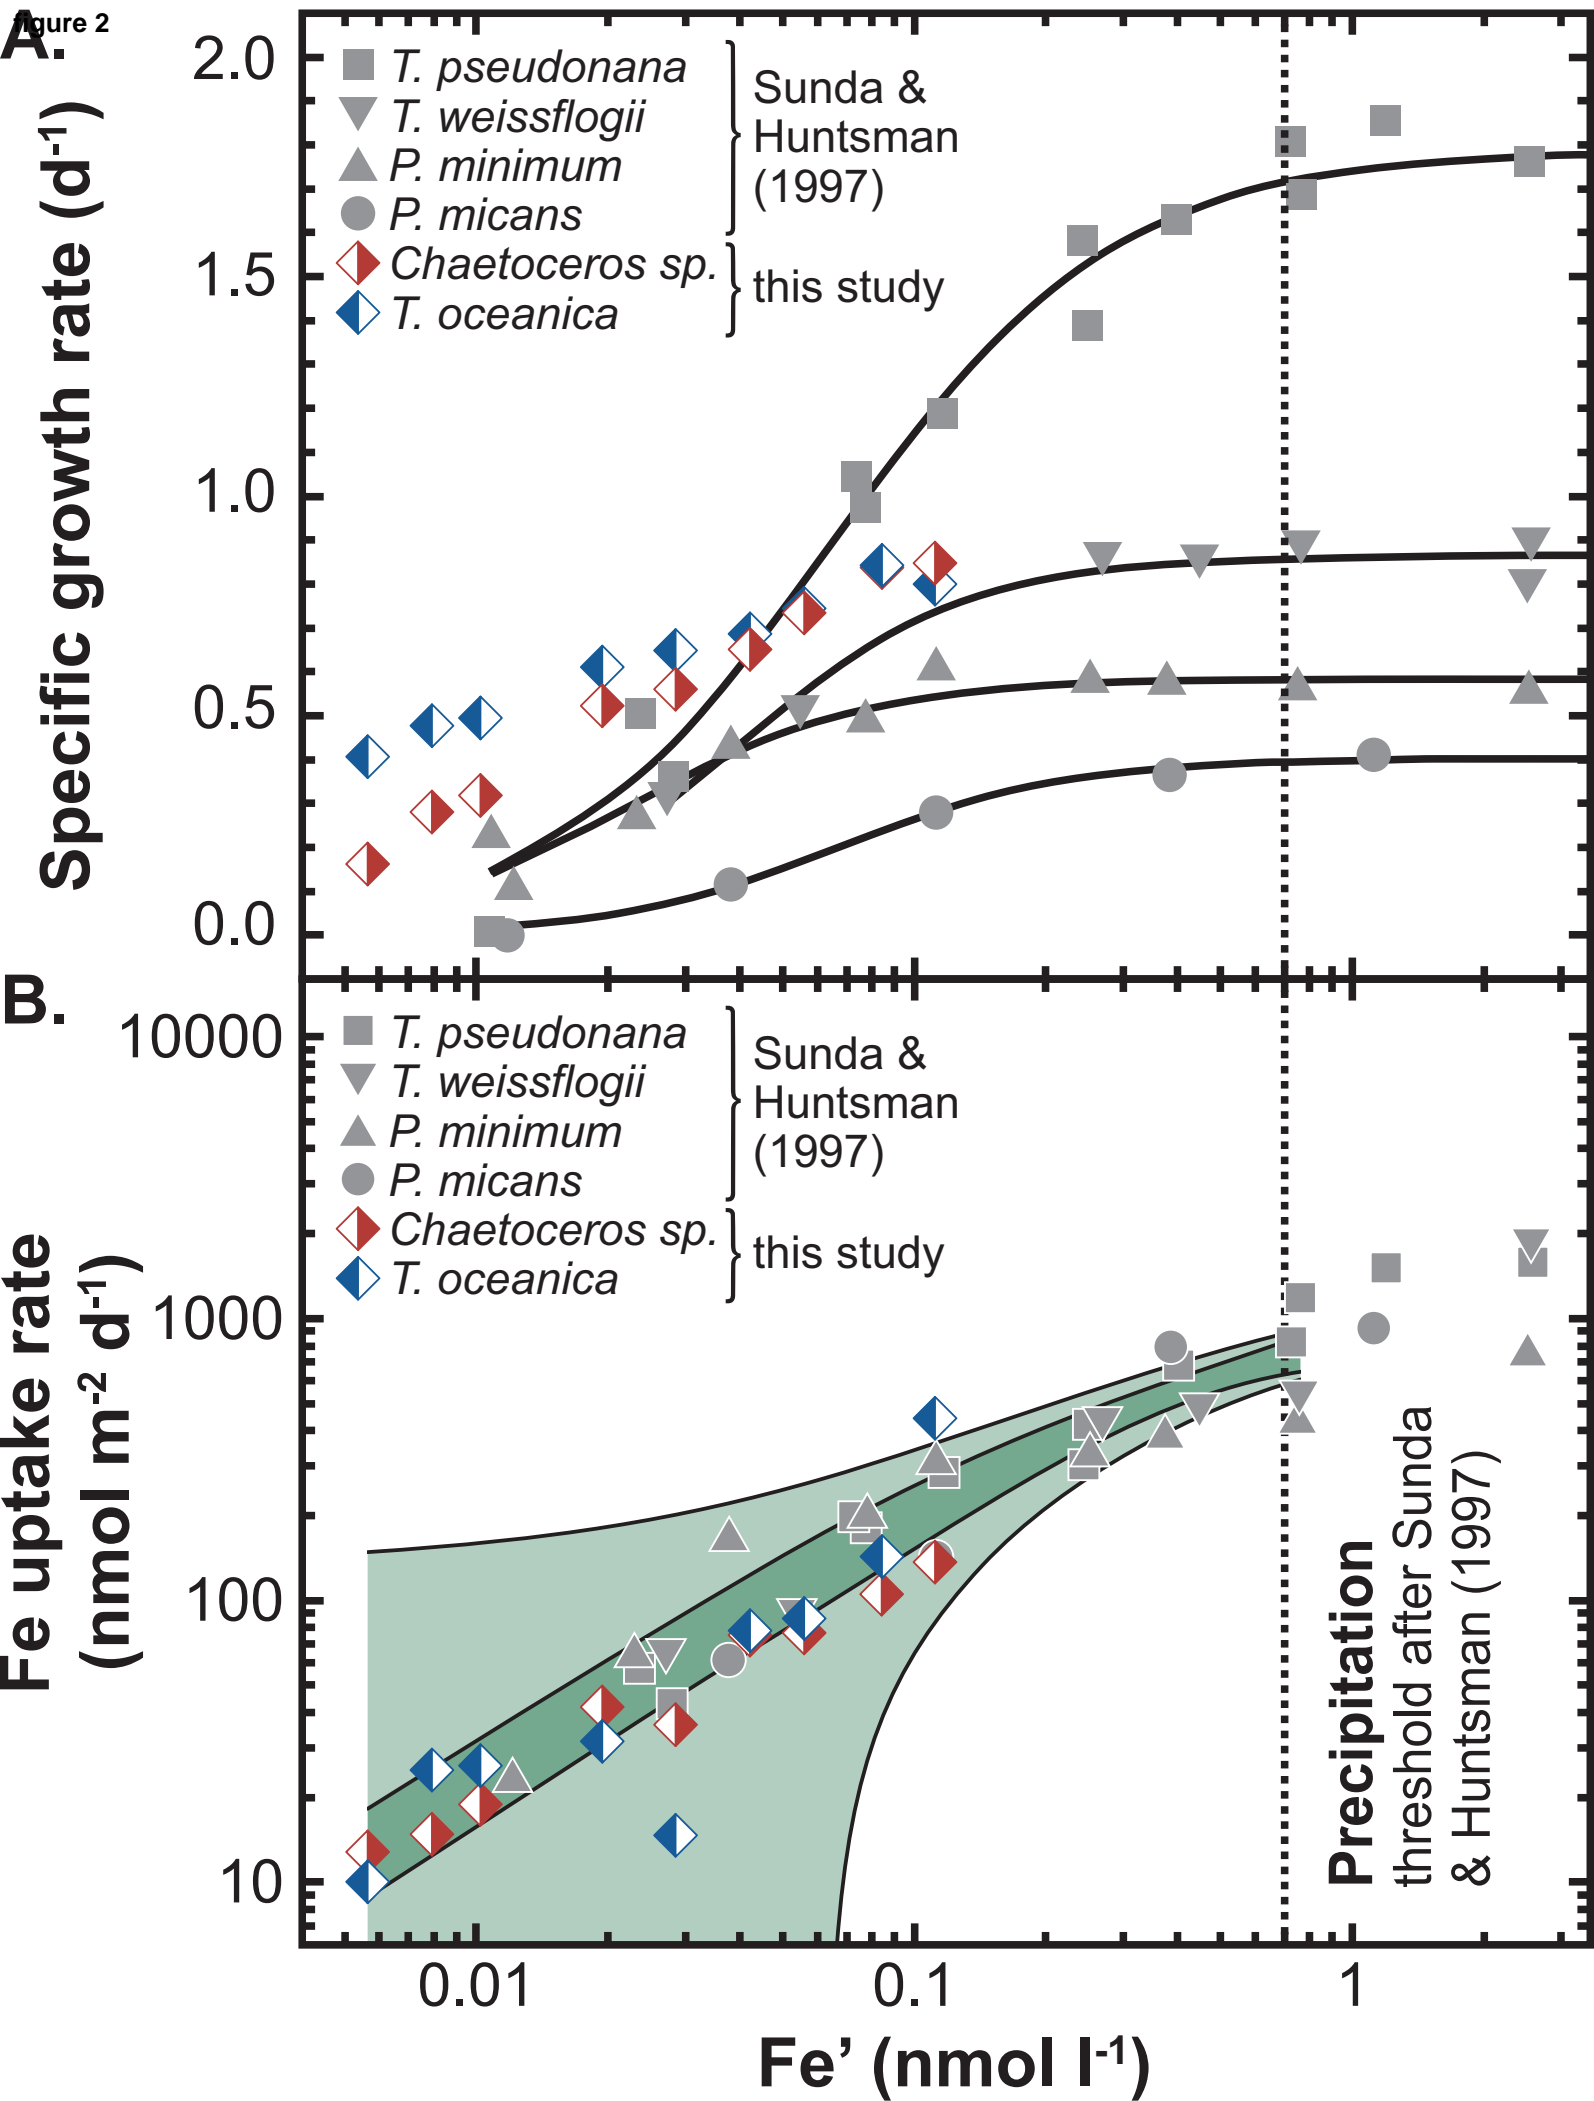 figure 2
A.
Specific growth rate (d-1)
2.0
1.5
1.0
0.5
0.0
T. pseudonana
T. weissflogii
P. minimum
P. micans
Chaetoceros sp.
T. oceanica
Sunda &
Huntsman
(1997)
this study
B.
Fe uptake rate
(nmol m-2 d-1)
10000
1000
100
10
T. pseudonana
T. weissflogii
P. minimum
P. micans
Chaetoceros sp.
T. oceanica
Sunda &
Huntsman
(1997)
this study
Precipitation
threshold after Sunda
& Huntsman (1997)
0.01
0.1
1
Fe’ (nmol l-1)